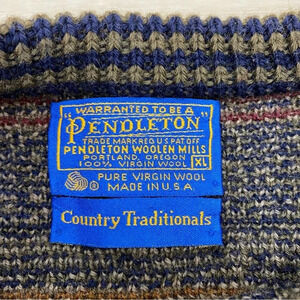 WARRANTED TO BE A
"PENDLETON"
TRADE MARK REG U.S PAT OFF.
PENDLETON WOOLEN MILLS
PORTLAND, OREGON
100% VIRGIN WOOL XL
PURE VIRGIN WOOL
MADE IN U.S.A.
Country Traditionals